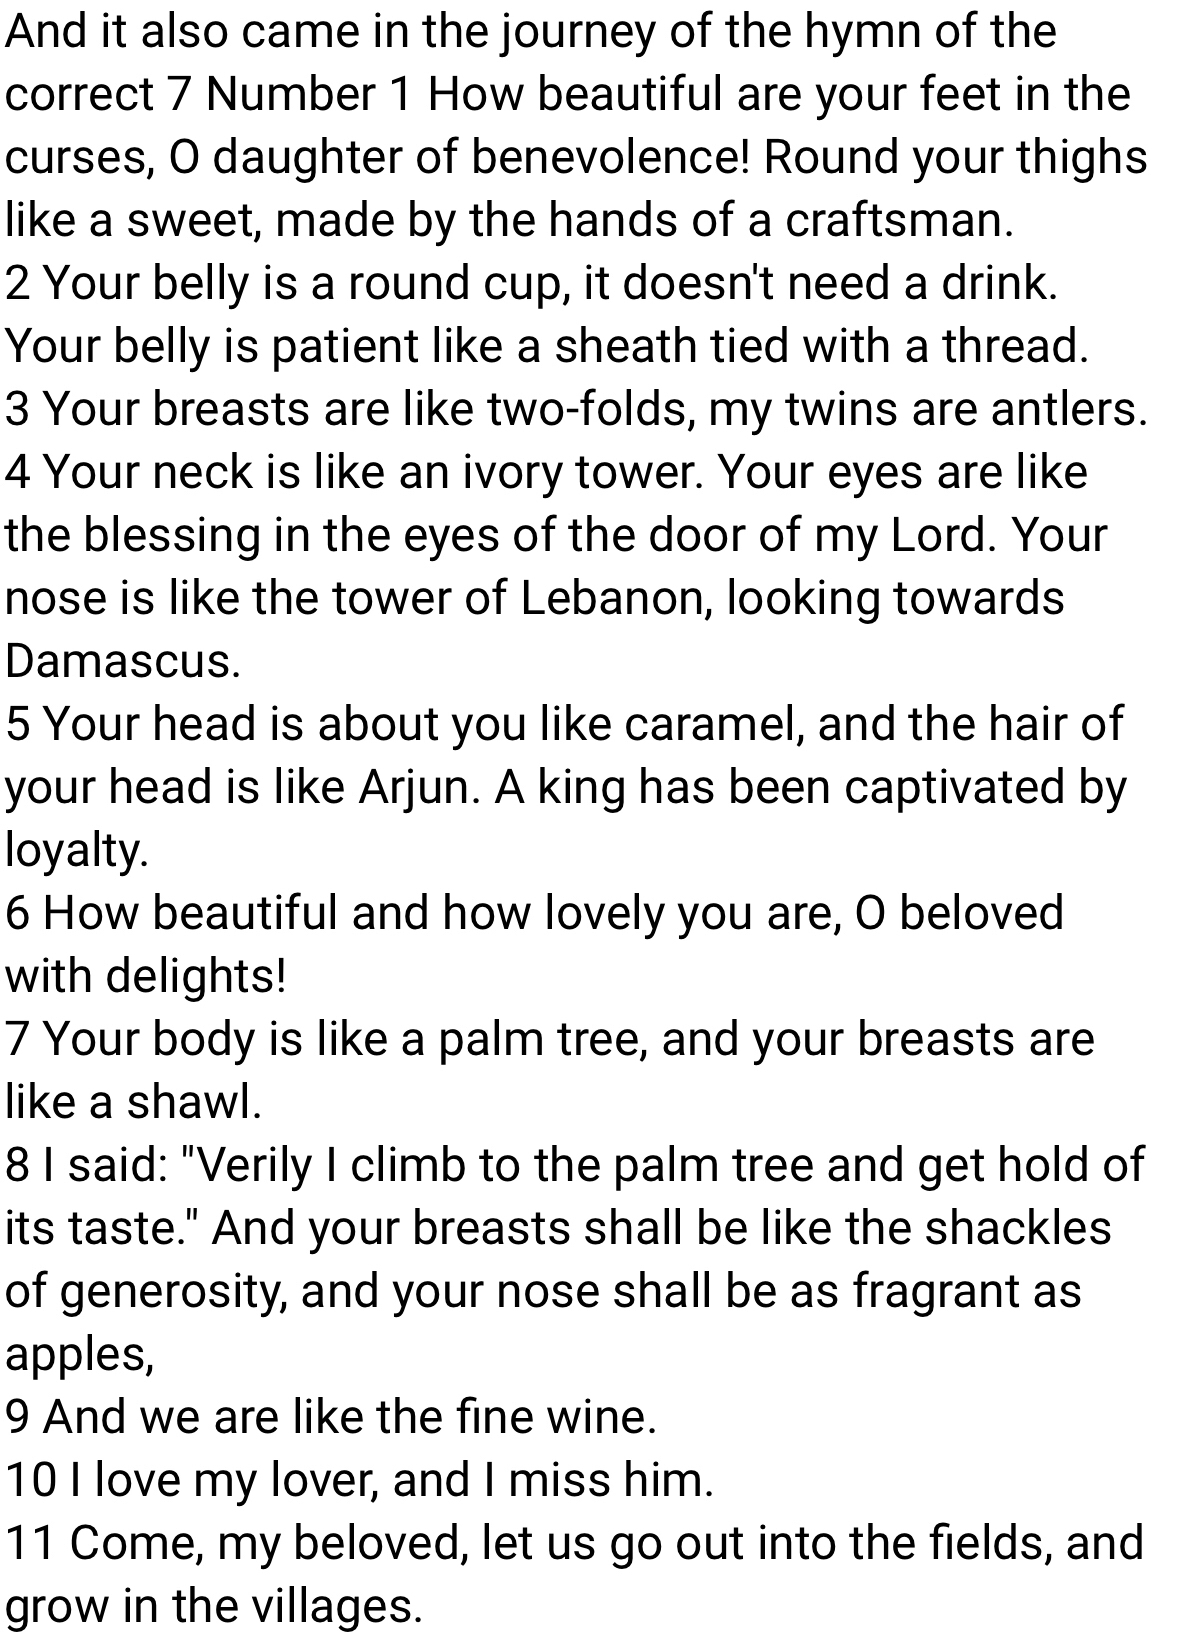 And it also came in the journey of the hymn of the
correct 7 Number 1 How beautiful are your feet in the
curses, O daughter of benevolence! Round your thighs
like a sweet, made by the hands of a craftsman.
2 Your belly is a round cup, it doesn't need a drink.
Your belly is patient like a sheath tied with a thread.
3 Your breasts are like two-folds, my twins are antlers.
4 Your neck is like an ivory tower. Your eyes are like
the blessing in the eyes of the door of my Lord. Your
nose is like the tower of Lebanon, looking towards
Damascus.
5 Your head is about you like caramel, and the hair of
your head is like Arjun. A king has been captivated by
loyalty.
6 How beautiful and how lovely you are, O beloved
with delights!
7 Your body is like a palm tree, and your breasts are
like a shawl.
8 I said: "Verily I climb to the palm tree and get hold of
its taste." And your breasts shall be like the shackles
of generosity, and your nose shall be as fragrant as
apples,
9 And we are like the fine wine.
10 I love my lover, and I miss him.
11 Come, my beloved, let us go out into the fields, and
grow in the villages.